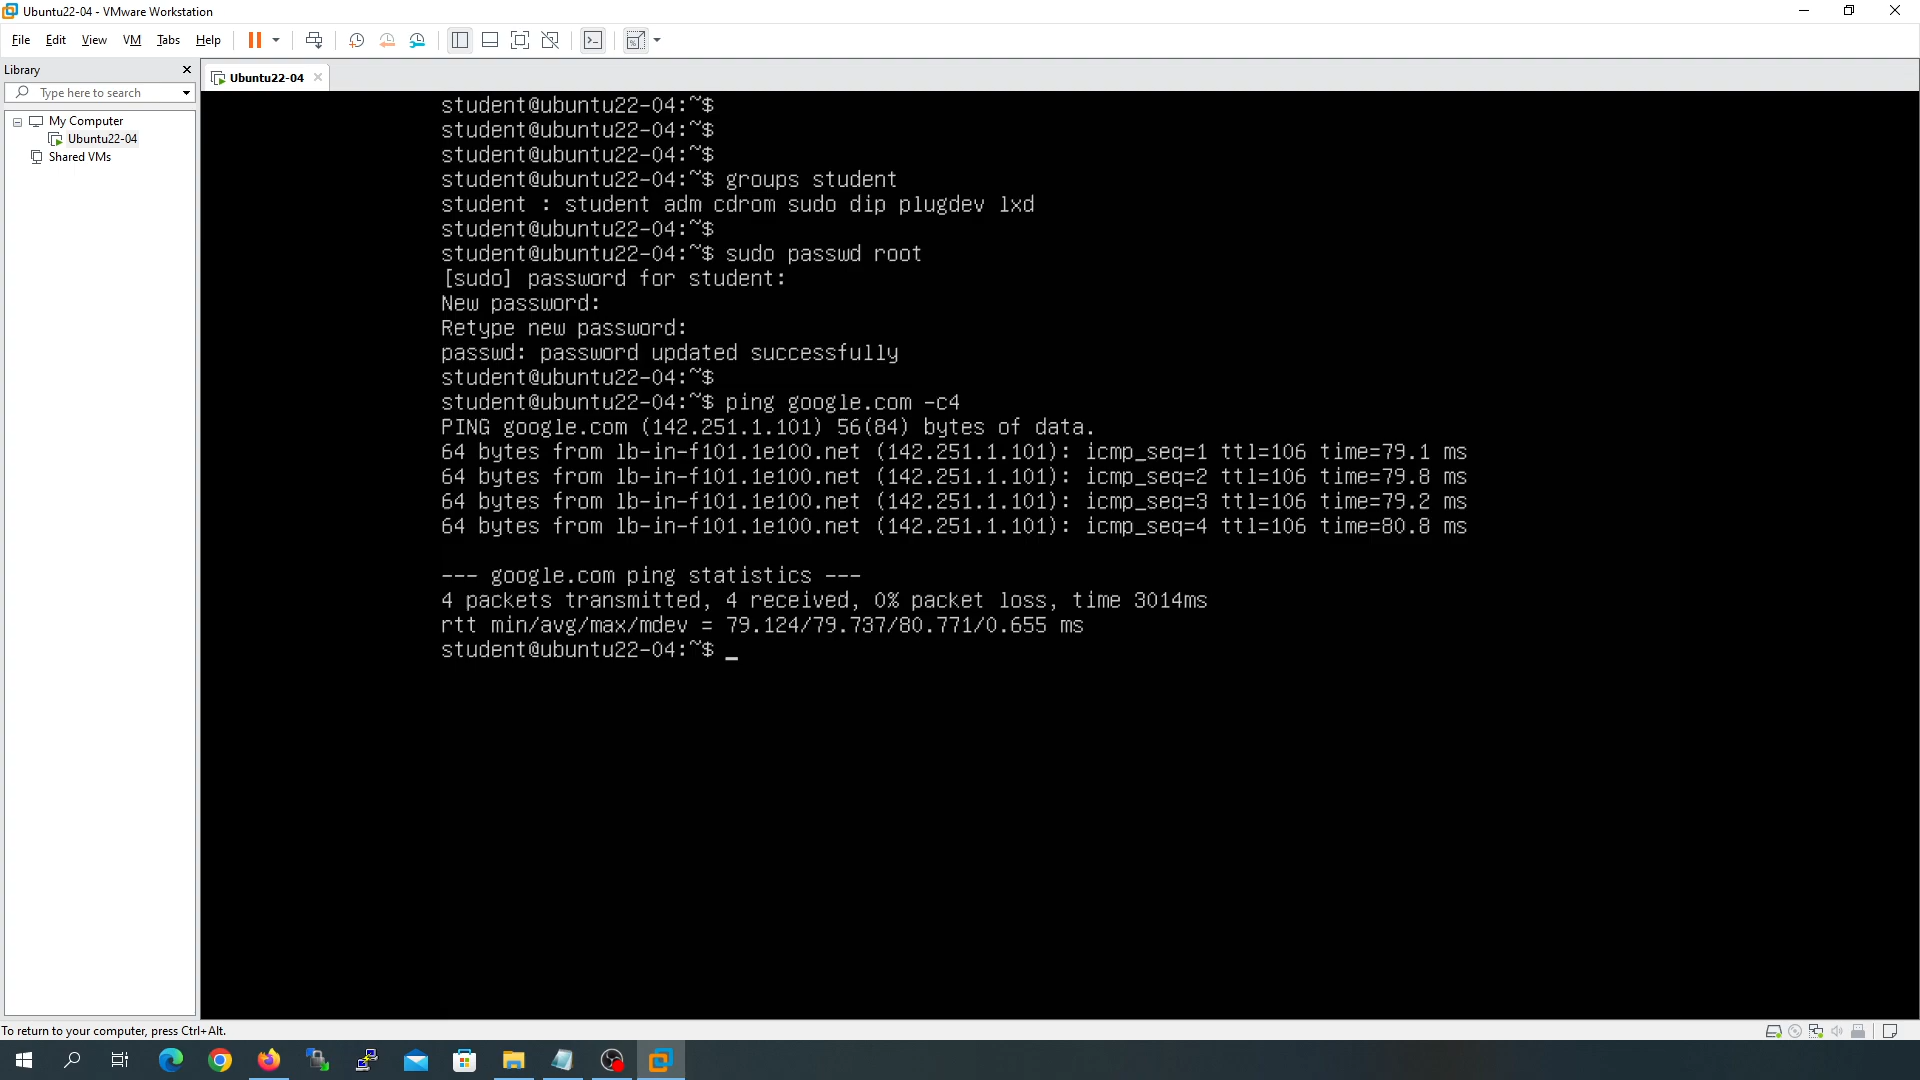 Ubuntu22-04 - VMware Workstation
File Edit View VM Tabs Help
Library
Type here to search
My Computer
Ubuntu22-04
Shared VMs
Ubuntu22-04
student@ubuntu22-04:~$
student@ubuntu22-04:~$
student@ubuntu22-04:~$
student@ubuntu22-04:~$ groups student
student : student adm cdrom sudo dip plugdev lxd
student@ubuntu22-04:~$
student@ubuntu22-04:~$ sudo passwd root
[sudo] password for student:
New password:
Retype new password:
passwd: password updated successfully
student@ubuntu22-04:~$
student@ubuntu22-04:~$ ping google.com -c4
PING google.com (142.251.1.101) 56(84) bytes of data.
64 bytes from lb-in-f101.1e100.net (142.251.1.101): icmp_seq=1 ttl=106 time=79.1 ms
64 bytes from lb-in-f101.1e100.net (142.251.1.101): icmp_seq=2 ttl=106 time=79.8 ms
64 bytes from lb-in-f101.1e100.net (142.251.1.101): icmp_seq=3 ttl=106 time=79.2 ms
64 bytes from lb-in-f101.1e100.net (142.251.1.101): icmp_seq=4 ttl=106 time=80.8 ms
--- google.com ping statistics ---
4 packets transmitted, 4 received, 0% packet loss, time 3014ms
rtt min/avg/max/mdev = 79.124/79.737/80.771/0.655 ms
student@ubuntu22-04:~$ _
To return to your computer, press Ctrl+Alt.